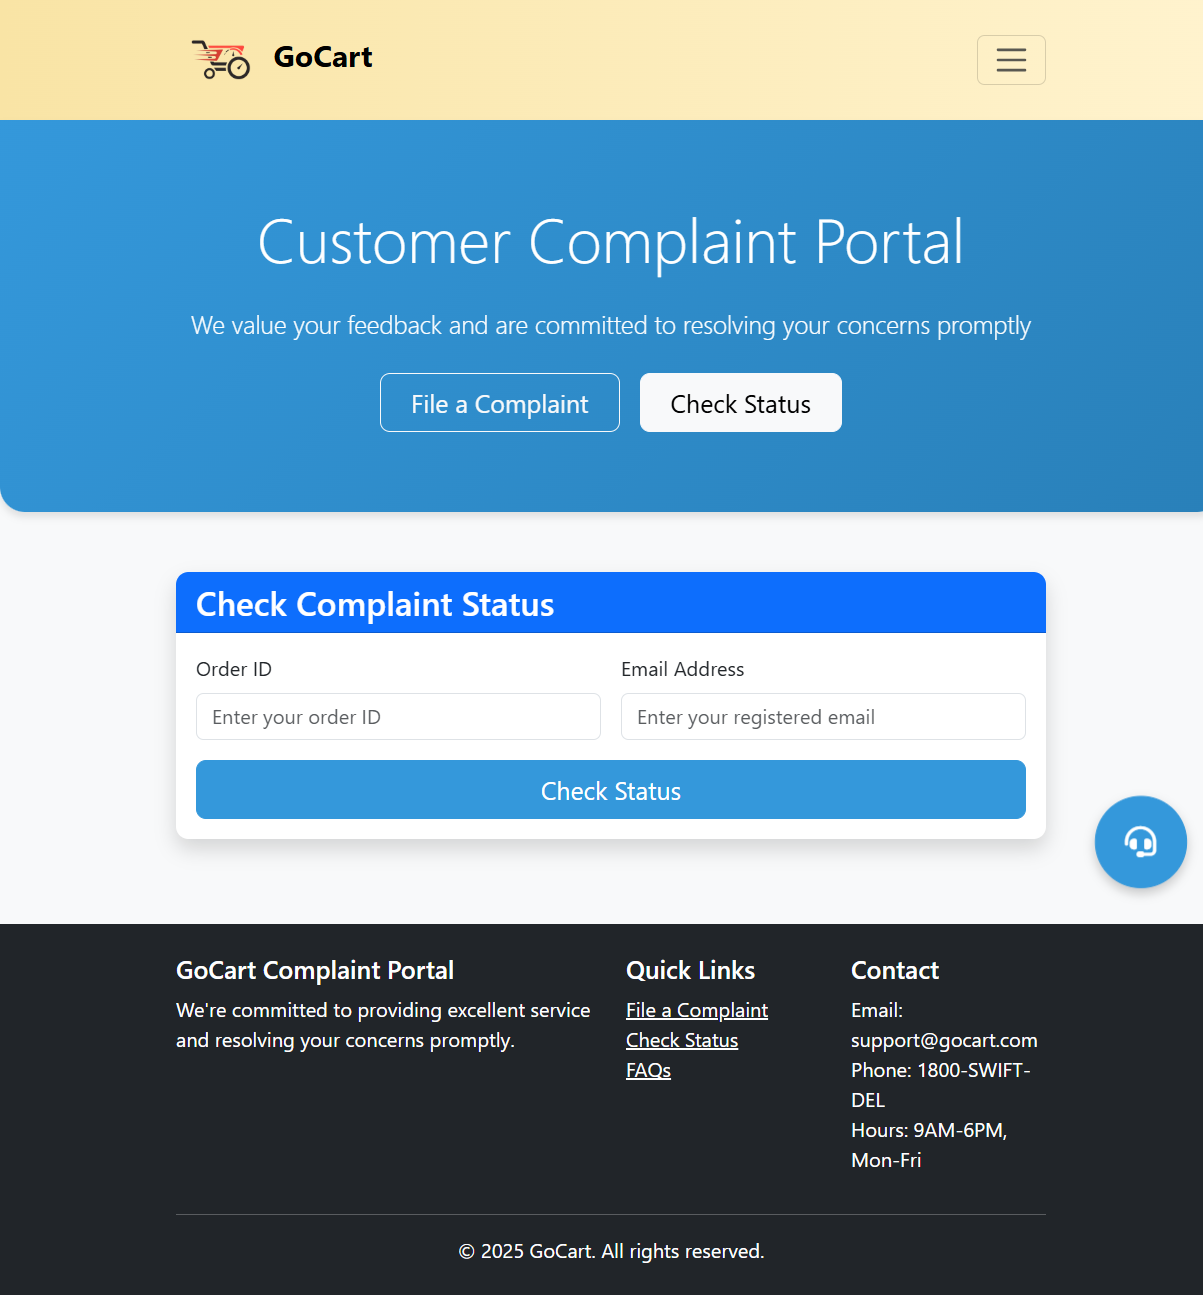 GoCart
Customer Complaint Portal
We value your feedback and are committed to resolving your concerns promptly
File a Complaint
Check Status
Check Complaint Status
Order ID
Email Address
Enter your order ID
Enter your registered email
Check Status
GoCart Complaint Portal
We're committed to providing excellent service
and resolving your concerns promptly.
Quick Links
File a Complaint
Check Status
FAQs
Contact
Email:
support@gocart.com
Phone: 1800-SWIFT-
DEL
Hours: 9AM-6PM,
Mon-Fri
© 2025 GoCart. All rights reserved.